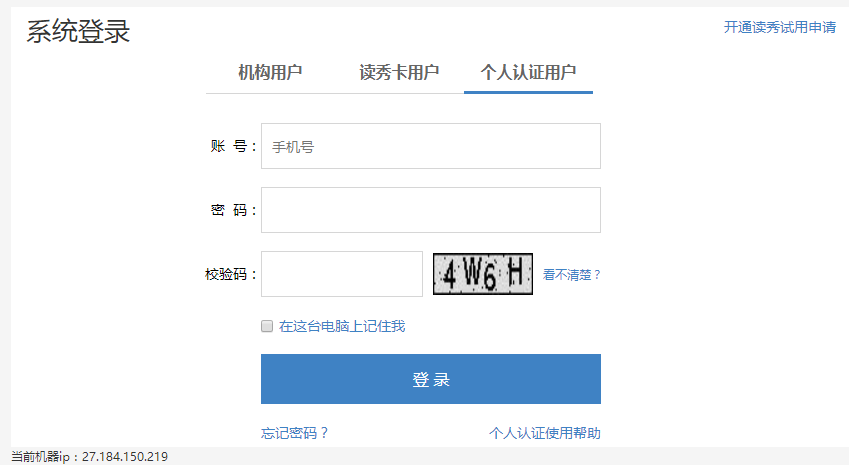 系统登录
开通读秀试用申请
机构用户 读秀卡用户 个人认证用户
账 号：手机号
密 码：
校验码： 4W6H 看不清楚？
在这台电脑上记住我
登 录
忘记密码？ 个人认证使用帮助
当前机器ip：27.184.150.219